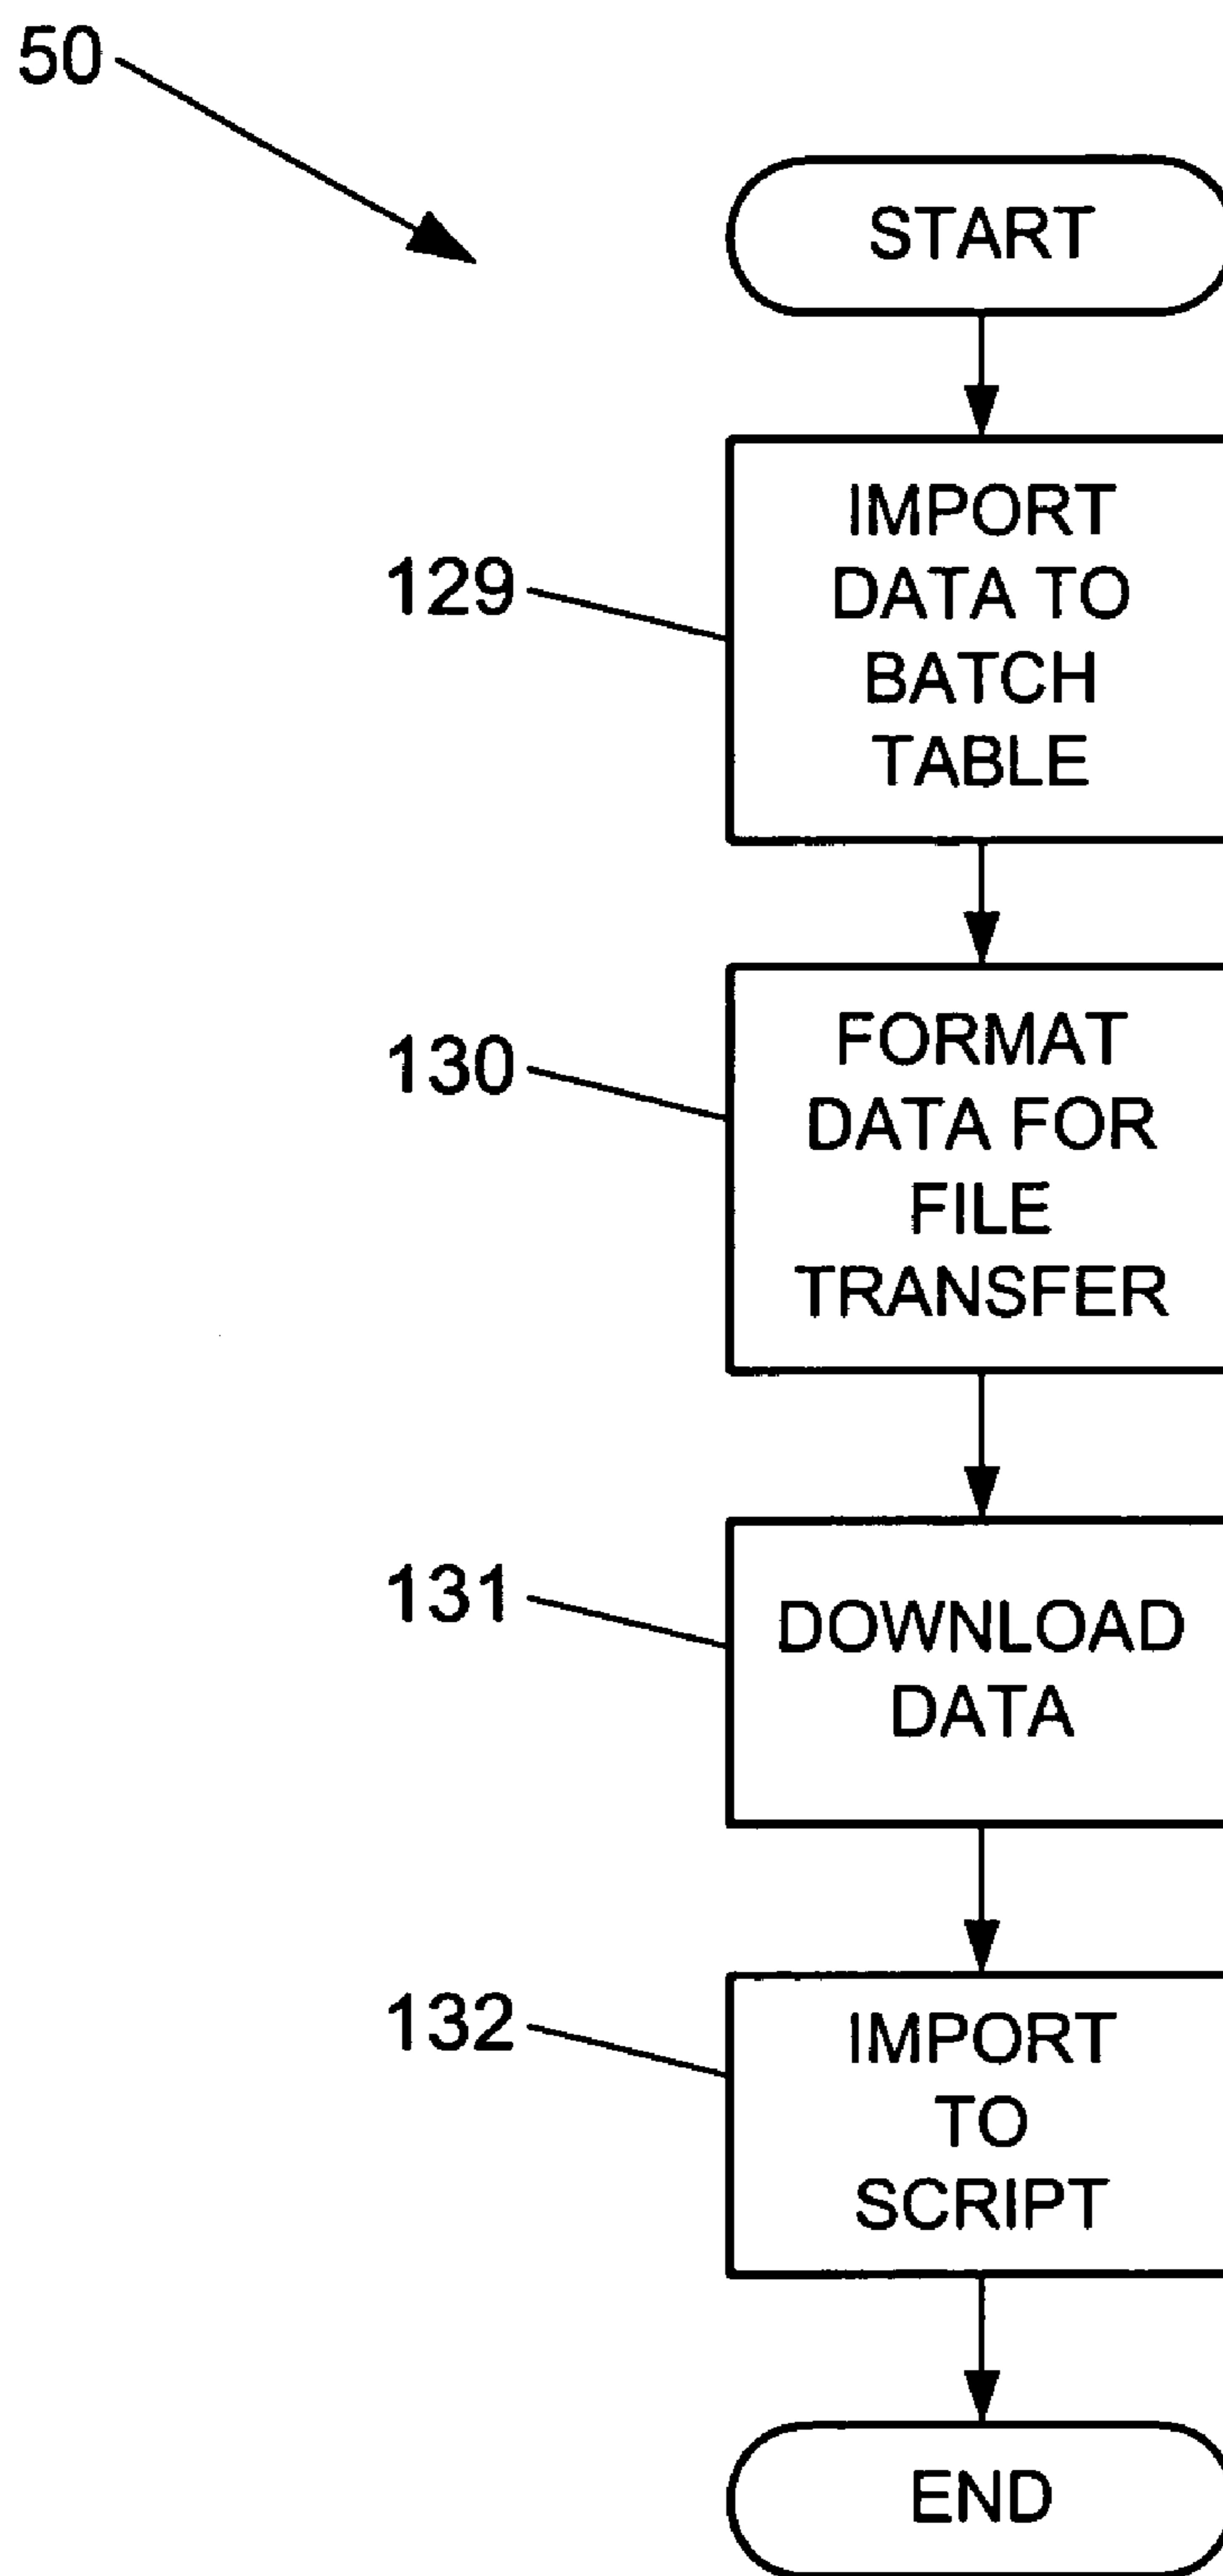 50
START
129
IMPORT
DATA TO
BATCH
TABLE
130
FORMAT
DATA FOR
FILE
TRANSFER
131
DOWNLOAD
DATA
132
IMPORT
TO
SCRIPT
END